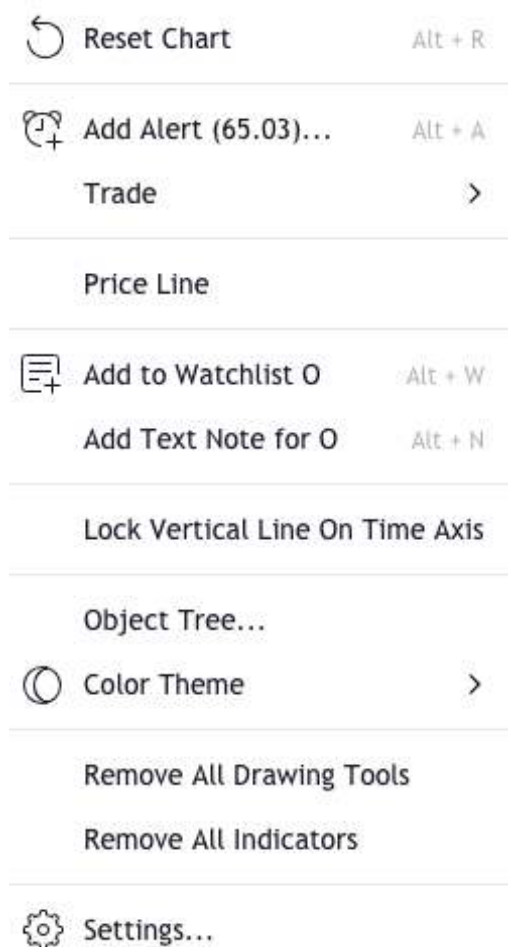 Reset Chart Alt + R
Add Alert (65.03)... Alt + A
Trade
Price Line
Add to Watchlist O Alt + W
Add Text Note for O Alt + N
Lock Vertical Line On Time Axis
Object Tree...
Color Theme
Remove All Drawing Tools
Remove All Indicators
Settings...